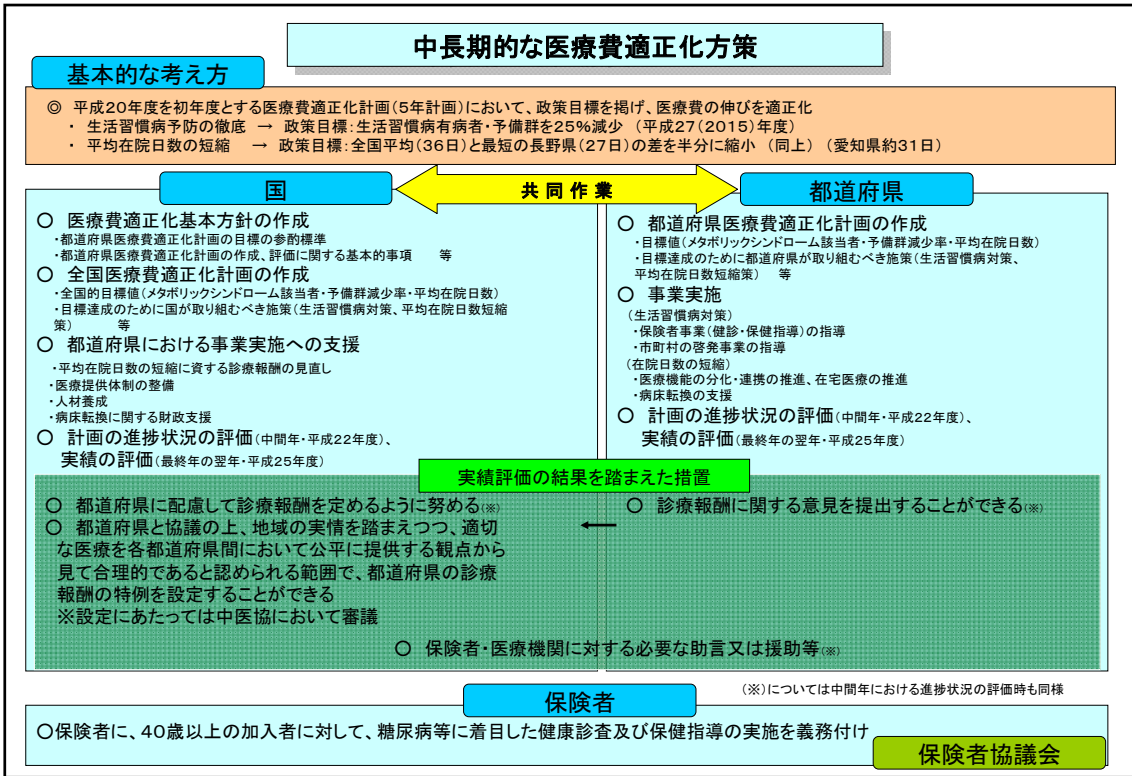 中長期的な医療費適正化方策
基本的な考え方
◎ 平成20年度を初年度とする医療費適正化計画(5年計画)において、政策目標を掲げ、医療費の伸びを適正化
・ 生活習慣病予防の徹底 → 政策目標:生活習慣病有病者・予備群を25%減少 (平成27(2015)年度)
・ 平均在院日数の短縮 → 政策目標:全国平均(36日)と最短の長野県(27日)の差を半分に縮小 (同上) (愛知県約31日)
国
共同作業
都道府県
○ 医療費適正化基本方針の作成
・都道府県医療費適正化計画の目標の参酌標準
・都道府県医療費適正化計画の作成、評価に関する基本的事項 等
○ 全国医療費適正化計画の作成
・全国的目標値(メタボリックシンドローム該当者・予備群減少率・平均在院日数)
・目標達成のために国が取り組むべき施策(生活習慣病対策、平均在院日数短縮
策) 等
○ 都道府県における事業実施への支援
・平均在院日数の短縮に資する診療報酬の見直し
・医療提供体制の整備
・人材養成
・病床転換に関する財政支援
○ 計画の進捗状況の評価(中間年・平成22年度)、
実績の評価(最終年の翌年・平成25年度)
○ 都道府県医療費適正化計画の作成
・目標値(メタボリックシンドローム該当者・予備群減少率・平均在院日数)
・目標達成のために都道府県が取り組むべき施策(生活習慣病対策、
平均在院日数短縮策) 等
○ 事業実施
(生活習慣病対策)
・保険者事業(健診・保健指導)の指導
・市町村の啓発事業の指導
(在院日数の短縮)
・医療機能の分化・連携の推進、在宅医療の推進
・病床転換の支援
○ 計画の進捗状況の評価(中間年・平成22年度)、
実績の評価(最終年の翌年・平成25年度)
実績評価の結果を踏まえた措置
○ 都道府県に配慮して診療報酬を定めるように努める(※)
○ 都道府県と協議の上、地域の実情を踏まえつつ、適切
な医療を各都道府県間において公平に提供する観点から
見て合理的であると認められる範囲で、都道府県の診療
報酬の特例を設定することができる
※設定にあたっては中医協において審議
○ 診療報酬に関する意見を提出することができる(※)
○ 保険者・医療機関に対する必要な助言又は援助等(※)
(※)については中間年における進捗状況の評価時も同様
保険者
○保険者に、40歳以上の加入者に対して、糖尿病等に着目した健康診査及び保健指導の実施を義務付け
保険者協議会